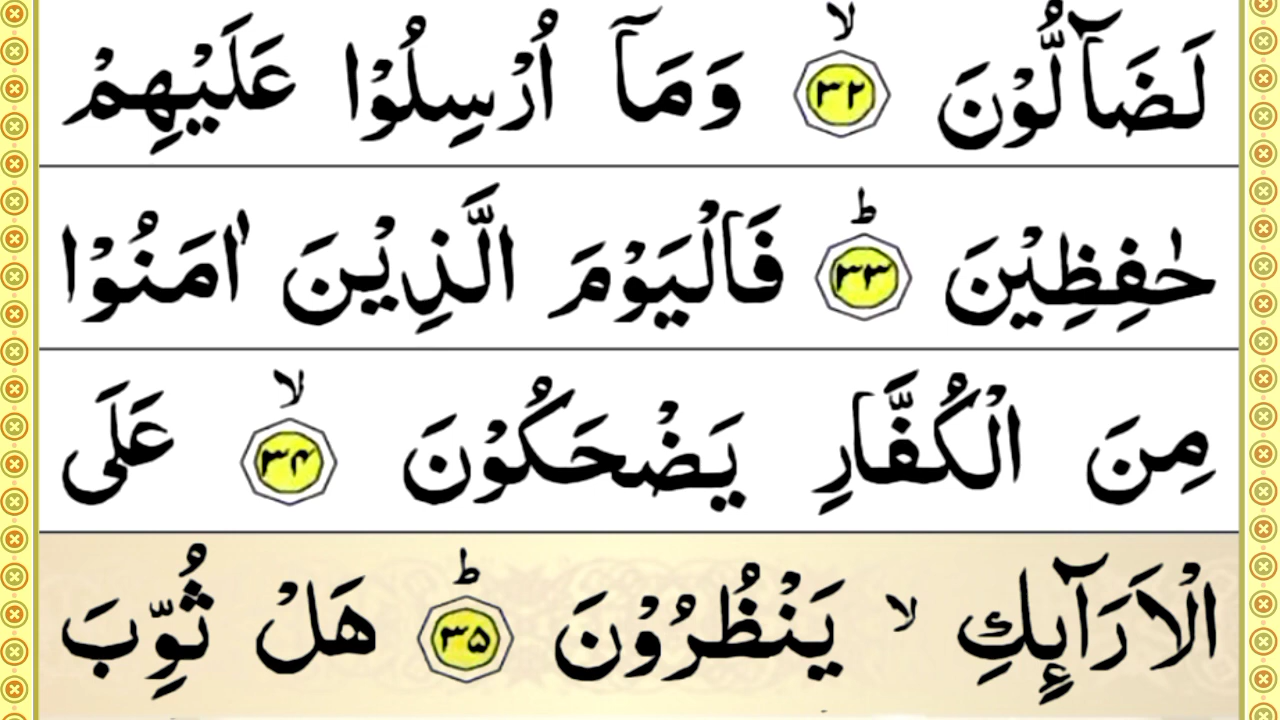 لَضَآلُّوْنَ ۙ۳۲ وَمَآ اُرْسِلُوْا عَلَيْهِمْ
حٰفِظِيْنَ ؕ۳۳ فَالْيَوْمَ الَّذِيْنَ اٰمَنُوْا
مِنَ الْكُفَّارِ يَضْحَكُوْنَ ۙ۳۴ عَلَى
الْاَرَآئِكِ ۙ يَنْظُرُوْنَ ؕ۳۵ هَلْ ثُوِّبَ